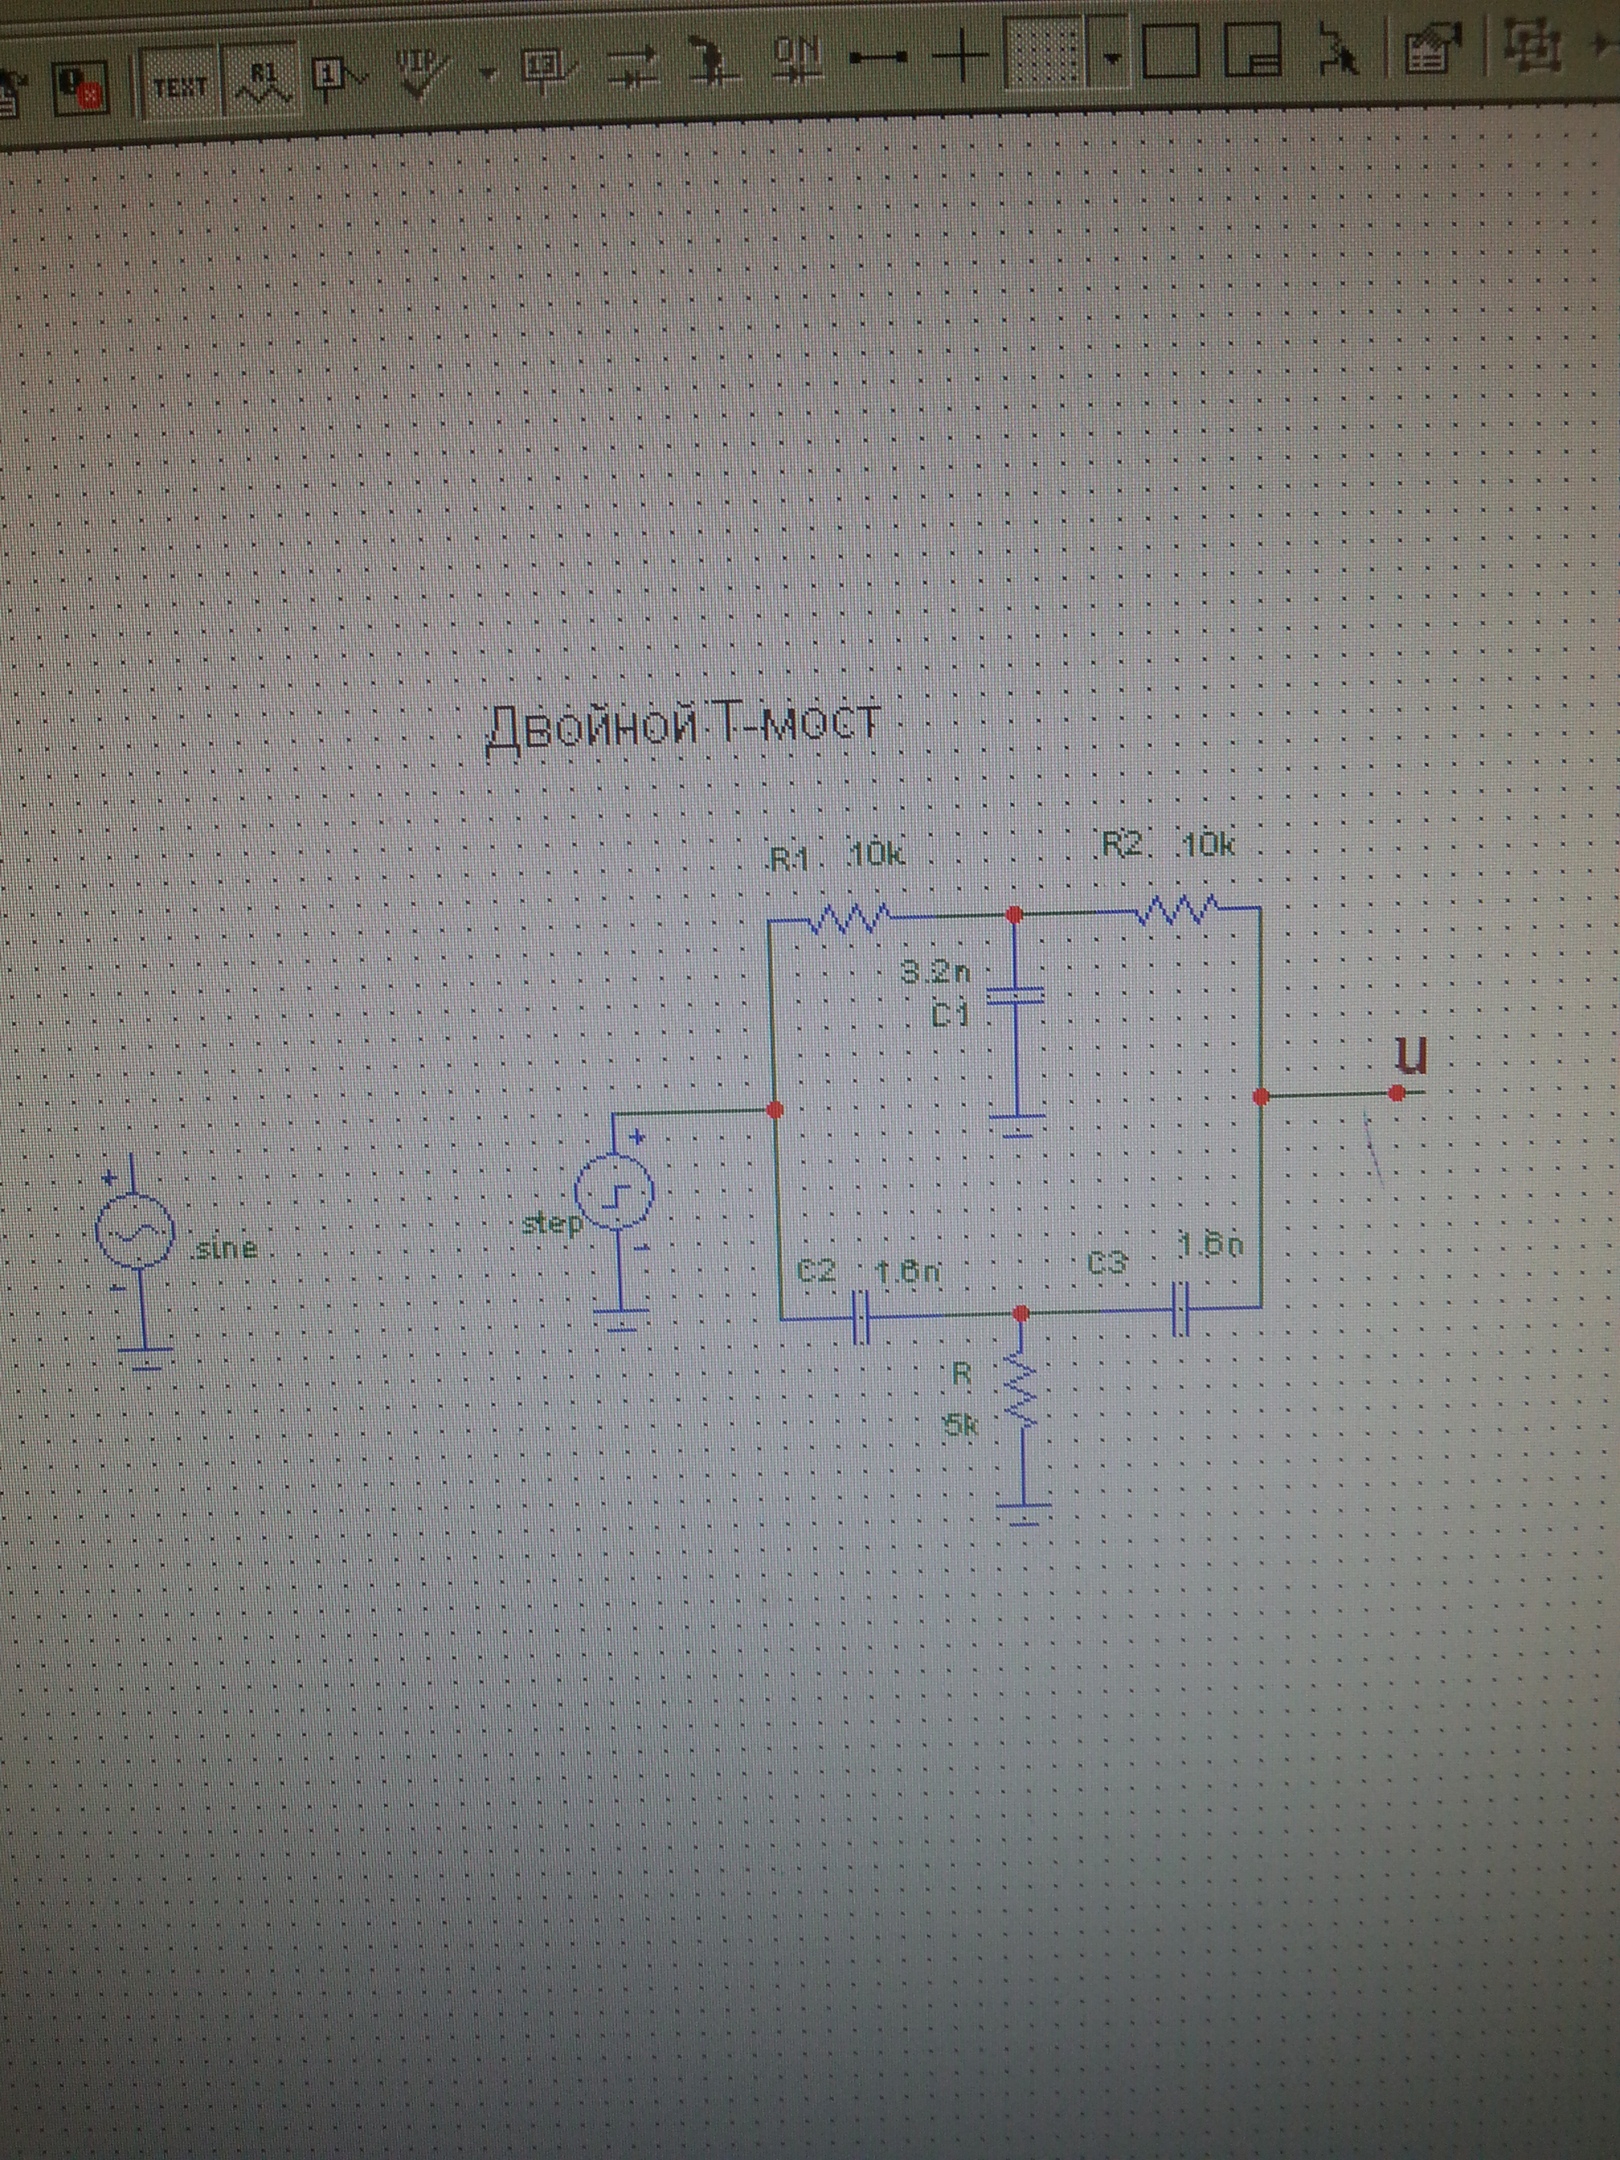 TEXT
R1
1
VIP
13
ON
Двойной Т-мост
R1 10k
R2 10k
3.2n
C1
u
+
+
step
-
sine
-
C2 1.6n
C3 1.6n
R
5k